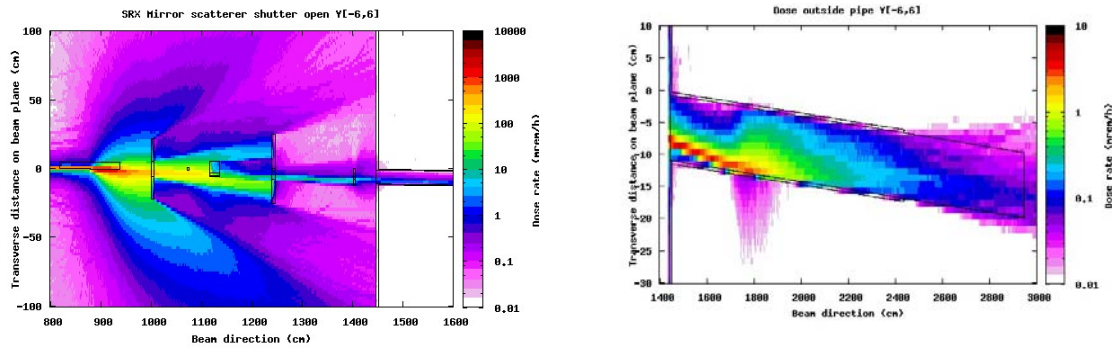 SRX Mirror scatterer shutter open Y[-6,6]
Transverse distance on beam plane (cm)
100
50
0
-50
-100
800 900 1000 1100 1200 1300 1400 1500 1600
Beam direction (cm)
10000
1000
100
10
1
0.1
0.01
Dose rate (mrem/h)
Dose outside pipe Y[-6,6]
Transverse distance on beam plane (cm)
10
5
0
-5
-10
-15
-20
-25
-30
1400 1600 1800 2000 2200 2400 2600 2800 3000
Beam direction (cm)
10
1
0.1
0.01
Dose rate (mrem/h)